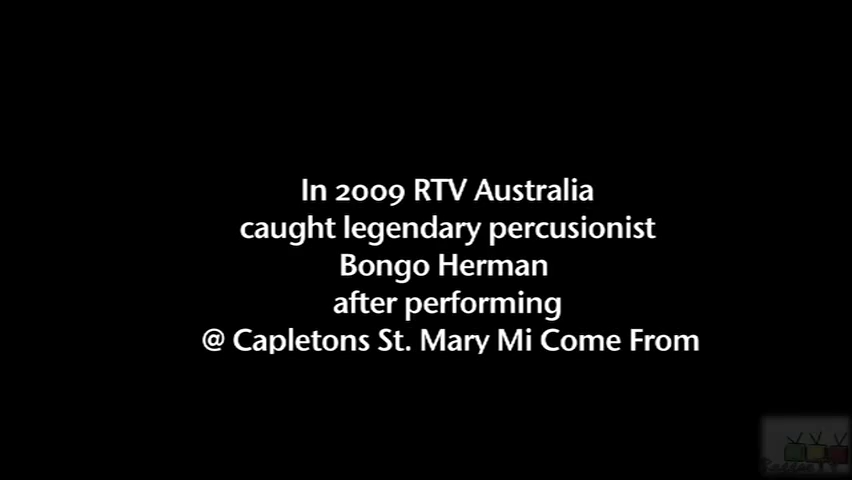 In 2009 RTV Australia
caught legendary percusionist
Bongo Herman
after performing
@ Capletons St. Mary Mi Come From